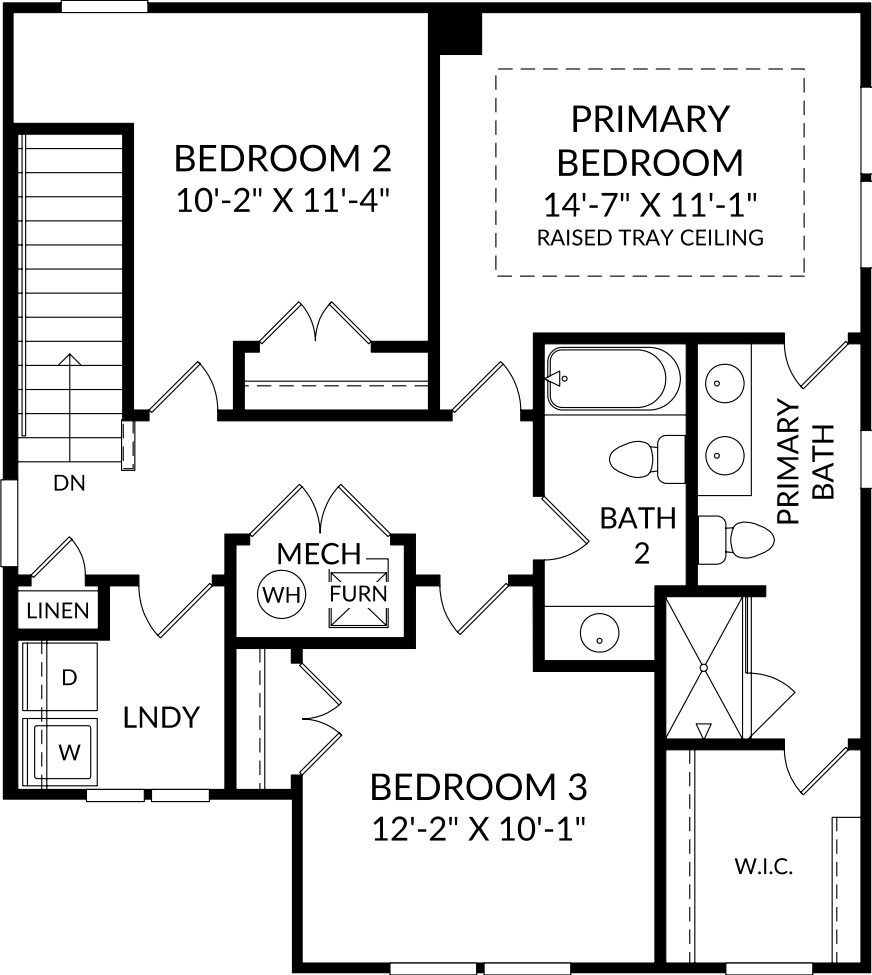 PRIMARY
BEDROOM
14'-7" X 11'-1"
RAISED TRAY CEILING
BEDROOM 2
10'-2" X 11'-4"
DN
PRIMARY
BATH
BATH
2
MECH
WH
FURN
LINEN
D
LNDY
W
BEDROOM 3
12'-2" X 10'-1"
W.I.C.